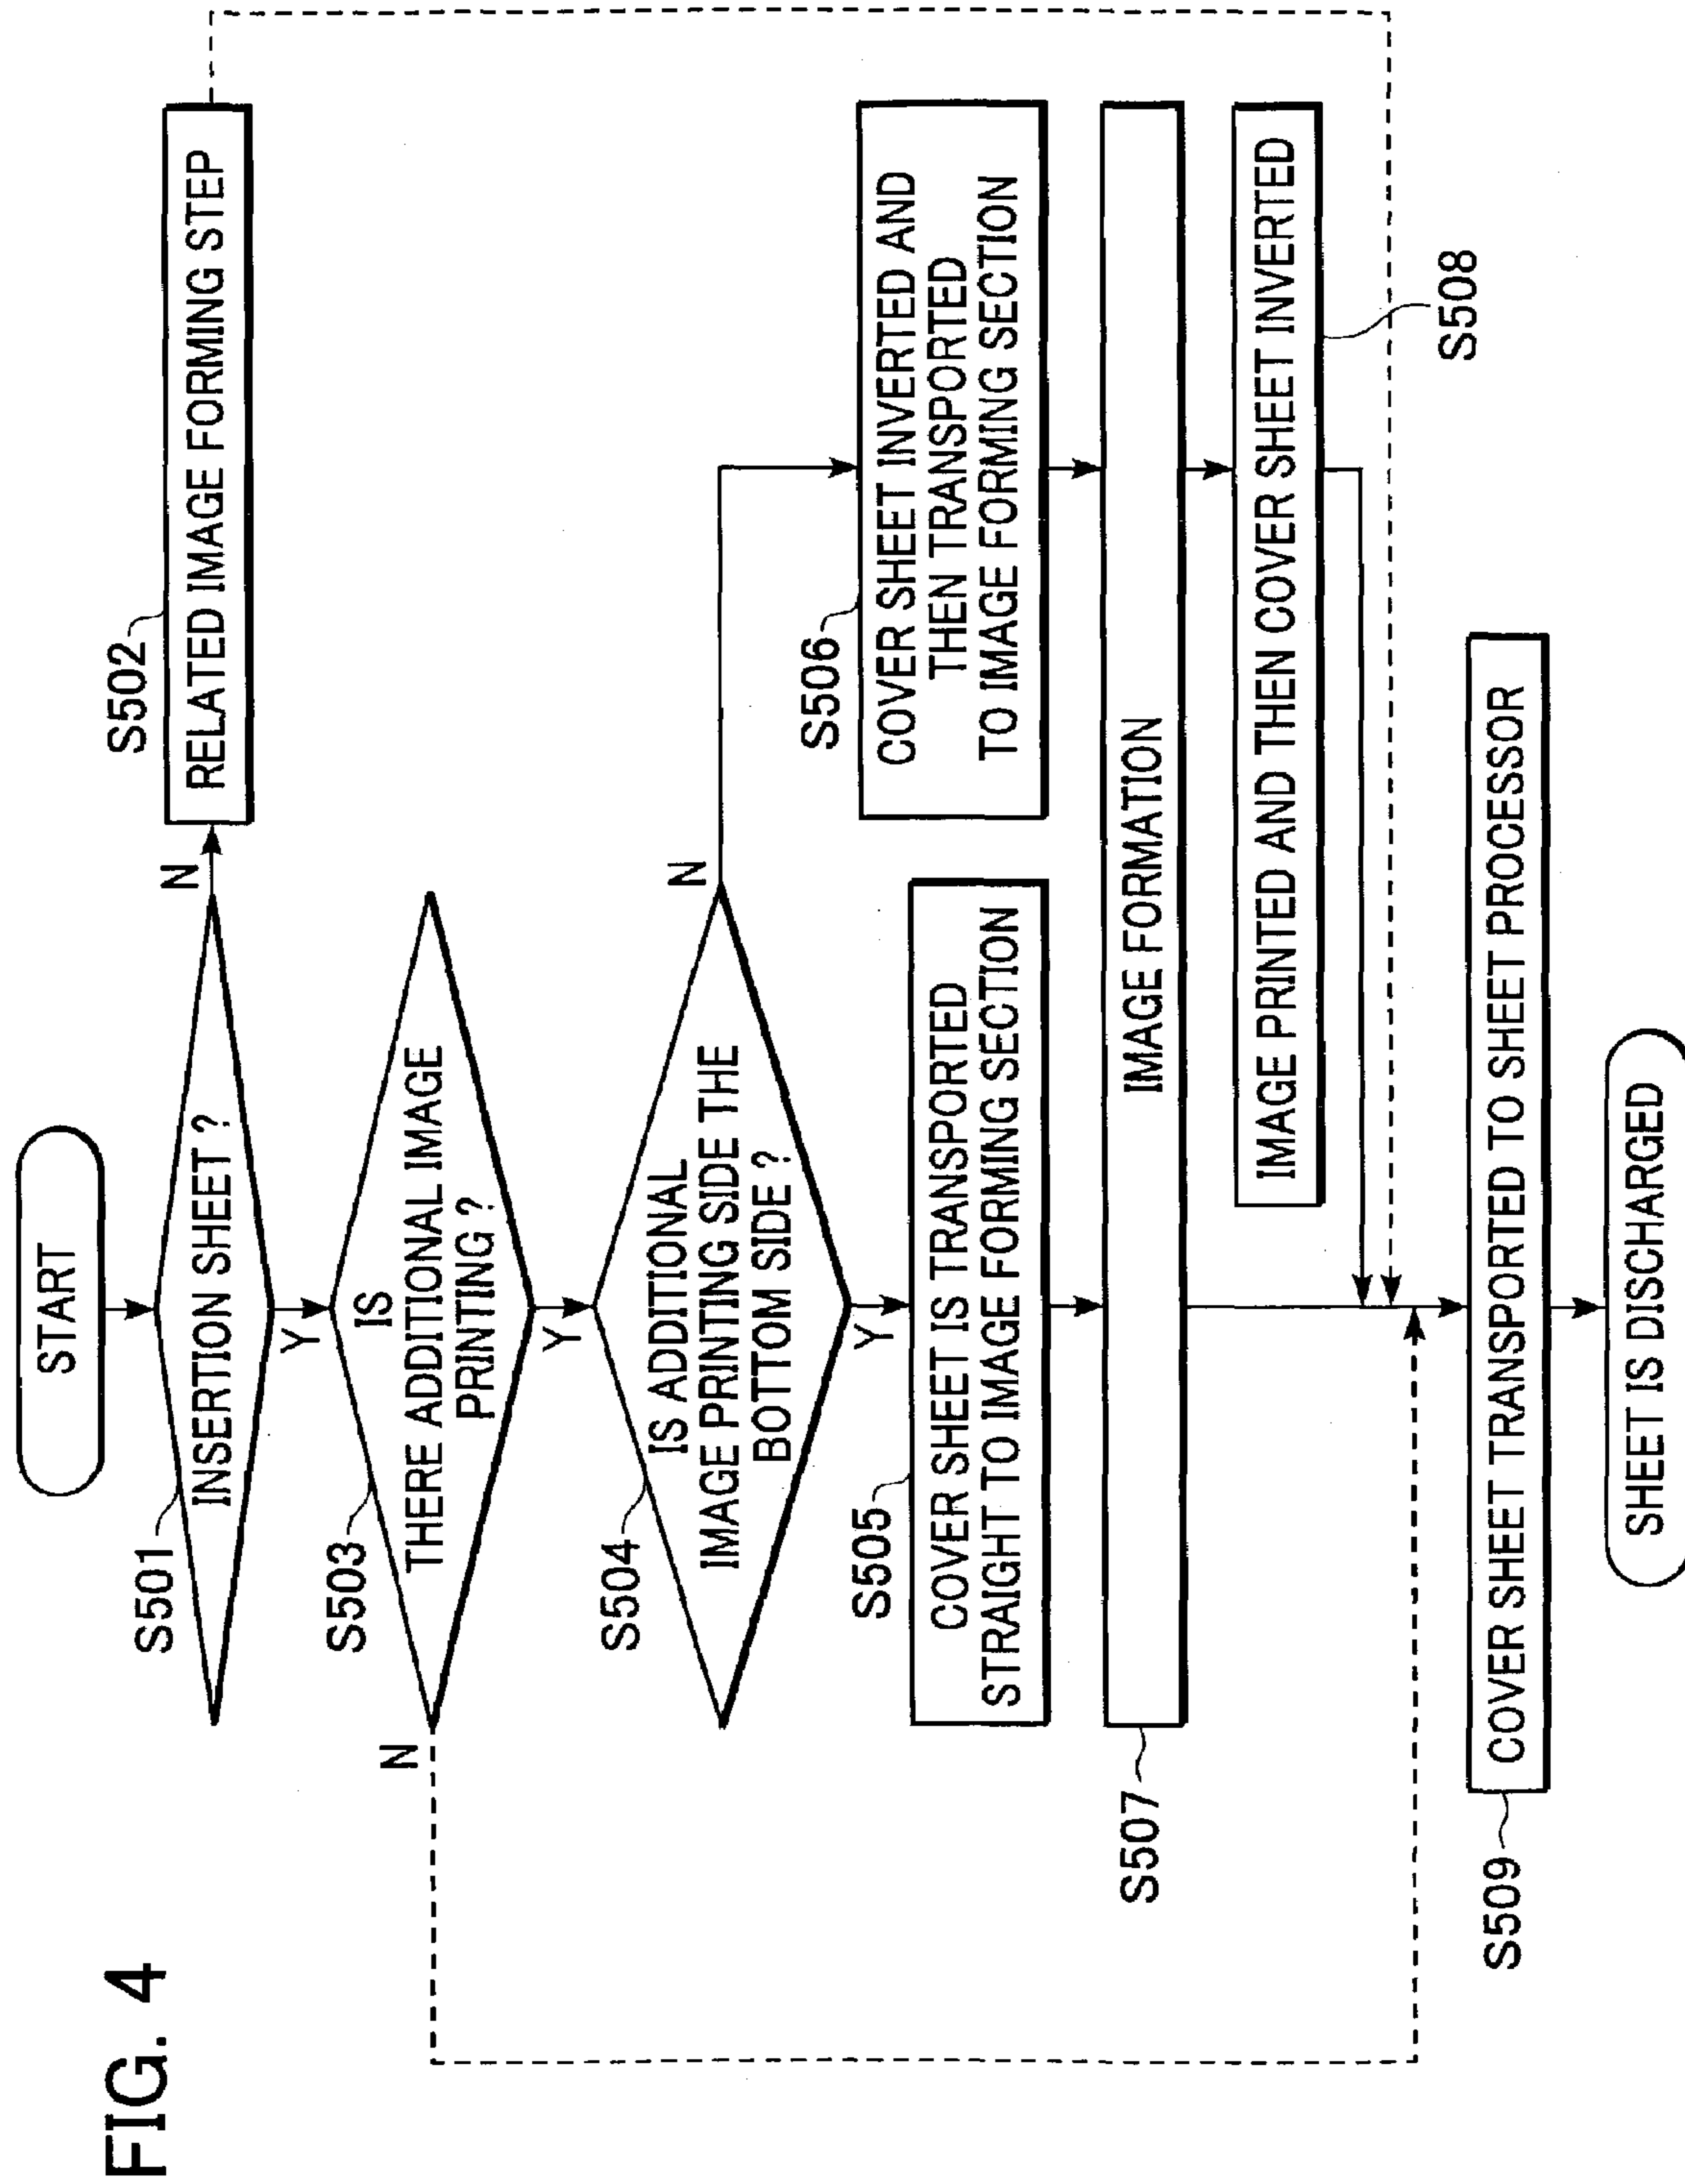 FIG. 4
START
S501
INSERTION SHEET ?
N
Y
S502
RELATED IMAGE FORMING STEP
S503
IS
THERE ADDITIONAL IMAGE
PRINTING ?
N
Y
S504
IS ADDITIONAL
IMAGE PRINTING SIDE THE
BOTTOM SIDE ?
N
Y
S505
COVER SHEET IS TRANSPORTED
STRAIGHT TO IMAGE FORMING SECTION
S506
COVER SHEET INVERTED AND
THEN TRANSPORTED
TO IMAGE FORMING SECTION
S507
IMAGE FORMATION
IMAGE PRINTED AND THEN COVER SHEET INVERTED
S508
S509
COVER SHEET TRANSPORTED TO SHEET PROCESSOR
SHEET IS DISCHARGED